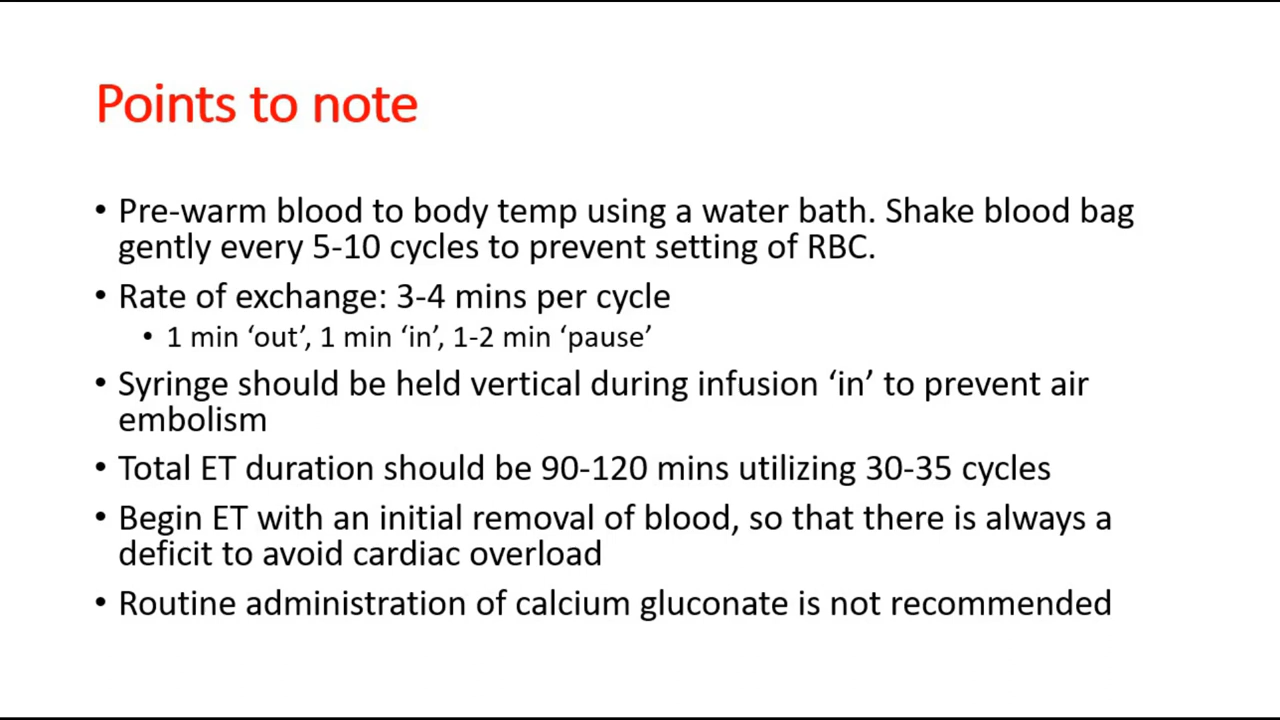 Points to note
• Pre-warm blood to body temp using a water bath. Shake blood bag
gently every 5-10 cycles to prevent setting of RBC.
• Rate of exchange: 3-4 mins per cycle
• 1 min ‘out’, 1 min ‘in’, 1-2 min ‘pause’
• Syringe should be held vertical during infusion ‘in’ to prevent air
embolism
• Total ET duration should be 90-120 mins utilizing 30-35 cycles
• Begin ET with an initial removal of blood, so that there is always a
deficit to avoid cardiac overload
• Routine administration of calcium gluconate is not recommended